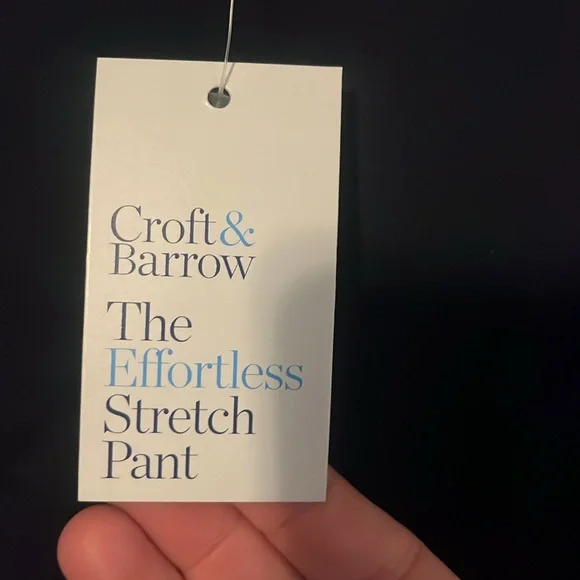 Croft&
Barrow
The
Effortless
Stretch
Pant